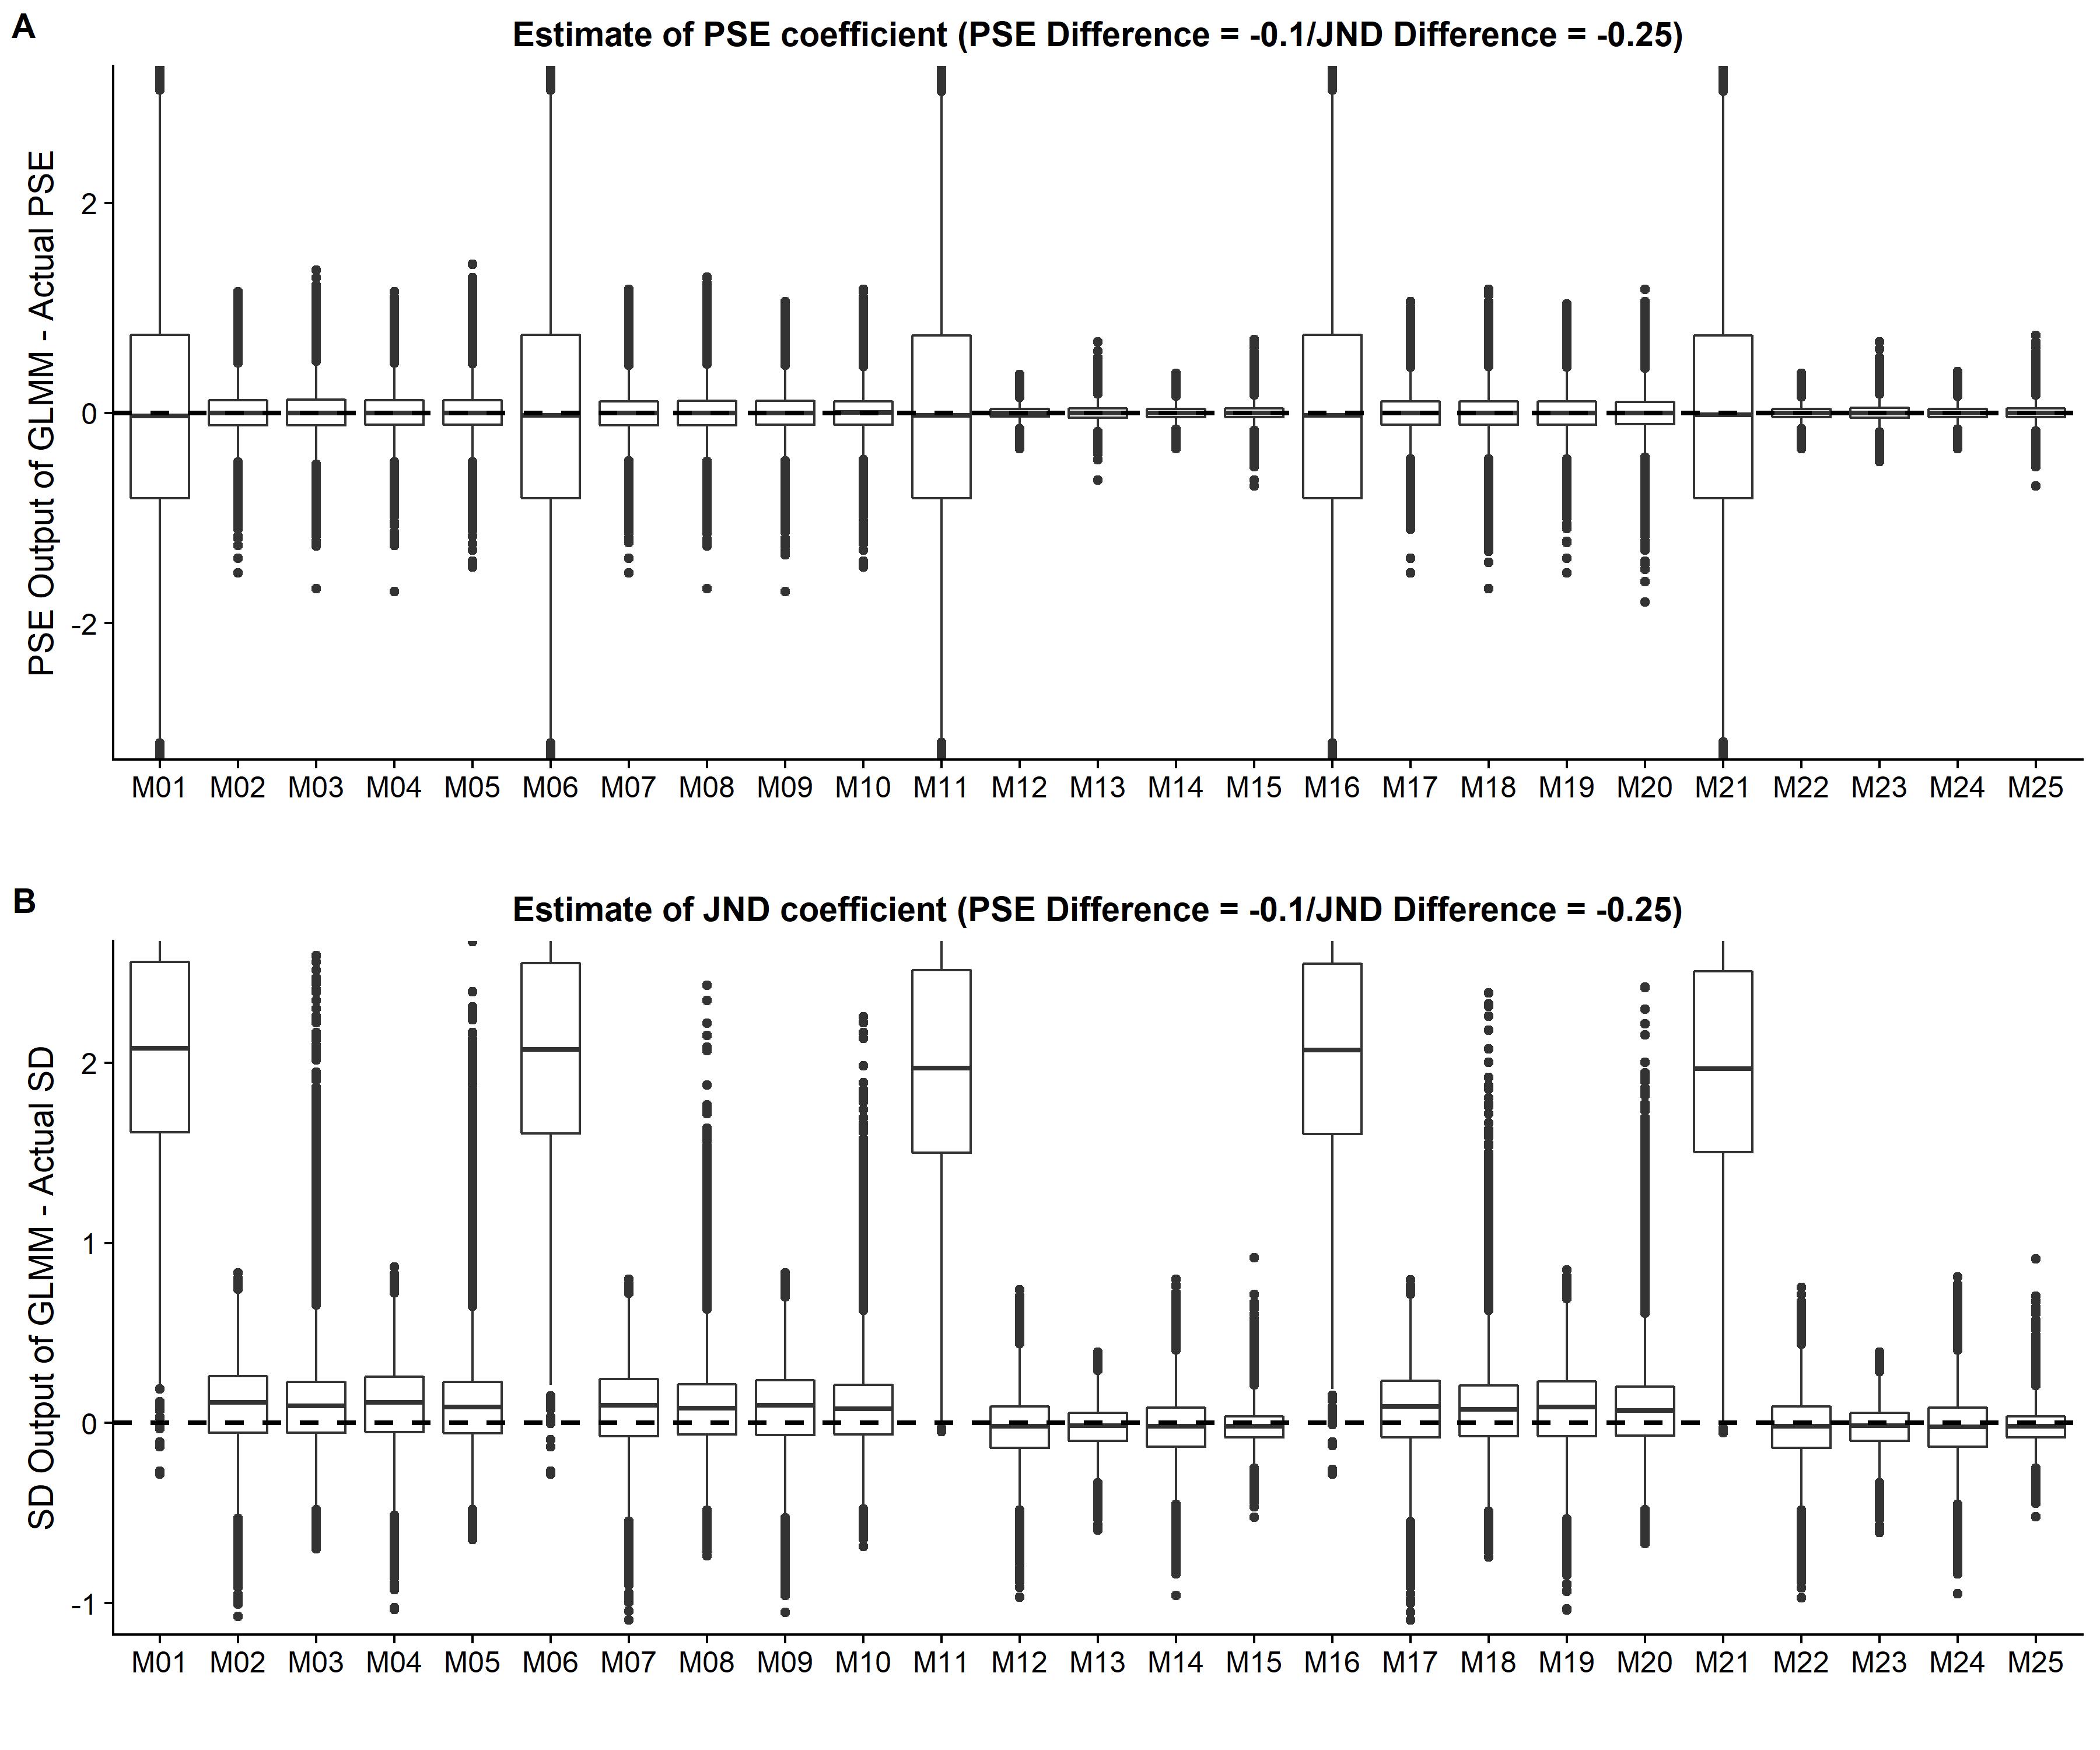 A
Estimate of PSE coefficient (PSE Difference = -0.1/JND Difference = -0.25)
PSE Output of GLMM - Actual PSE
2
0
-2
M01 M02 M03 M04 M05 M06 M07 M08 M09 M10 M11 M12 M13 M14 M15 M16 M17 M18 M19 M20 M21 M22 M23 M24 M25
B
Estimate of JND coefficient (PSE Difference = -0.1/JND Difference = -0.25)
SD Output of GLMM - Actual SD
2
1
0
-1
M01 M02 M03 M04 M05 M06 M07 M08 M09 M10 M11 M12 M13 M14 M15 M16 M17 M18 M19 M20 M21 M22 M23 M24 M25